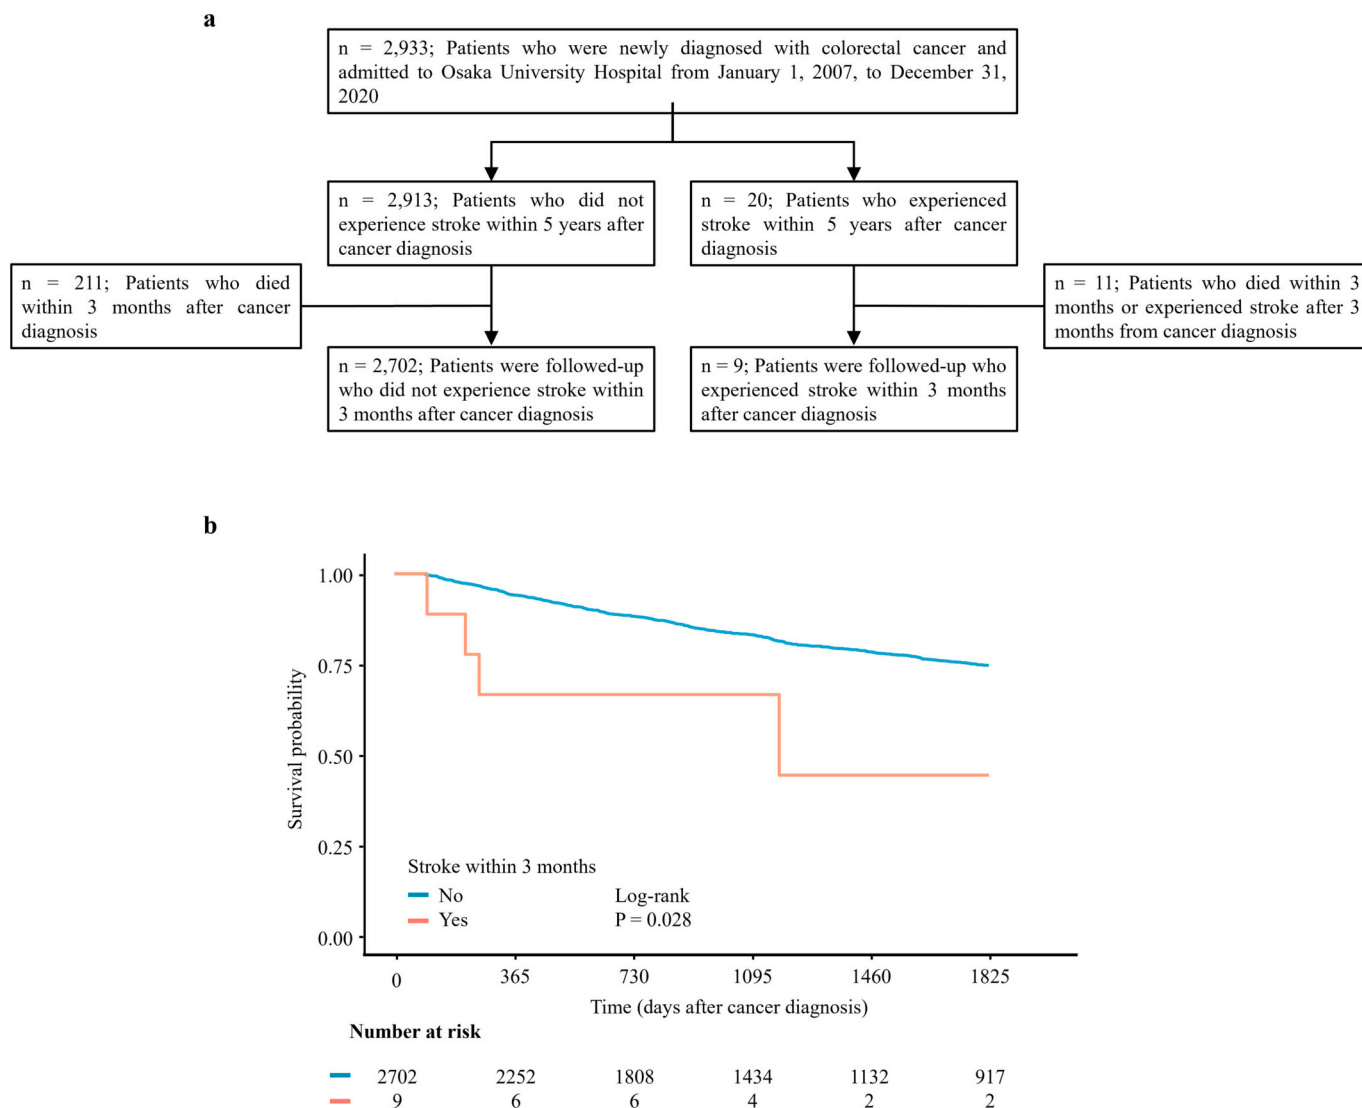 a
n = 2,933; Patients who were newly diagnosed with colorectal cancer and
admitted to Osaka University Hospital from January 1, 2007, to December 31,
2020
n = 2,913; Patients who did not
experience stroke within 5 years after
cancer diagnosis
n = 20; Patients who experienced
stroke within 5 years after cancer
diagnosis
n = 211; Patients who died
within 3 months after cancer
diagnosis
n = 11; Patients who died within 3
months or experienced stroke after 3
months from cancer diagnosis
n = 2,702; Patients were followed-up
who did not experience stroke within
3 months after cancer diagnosis
n = 9; Patients were followed-up who
experienced stroke within 3 months
after cancer diagnosis
b
Survival probability
1.00
0.75
0.50
0.25
0.00
Stroke within 3 months
No
Yes
Log-rank
P = 0.028
0 365 730 1095 1460 1825
Time (days after cancer diagnosis)
Number at risk
2702 2252 1808 1434 1132 917
9 6 6 4 2 2